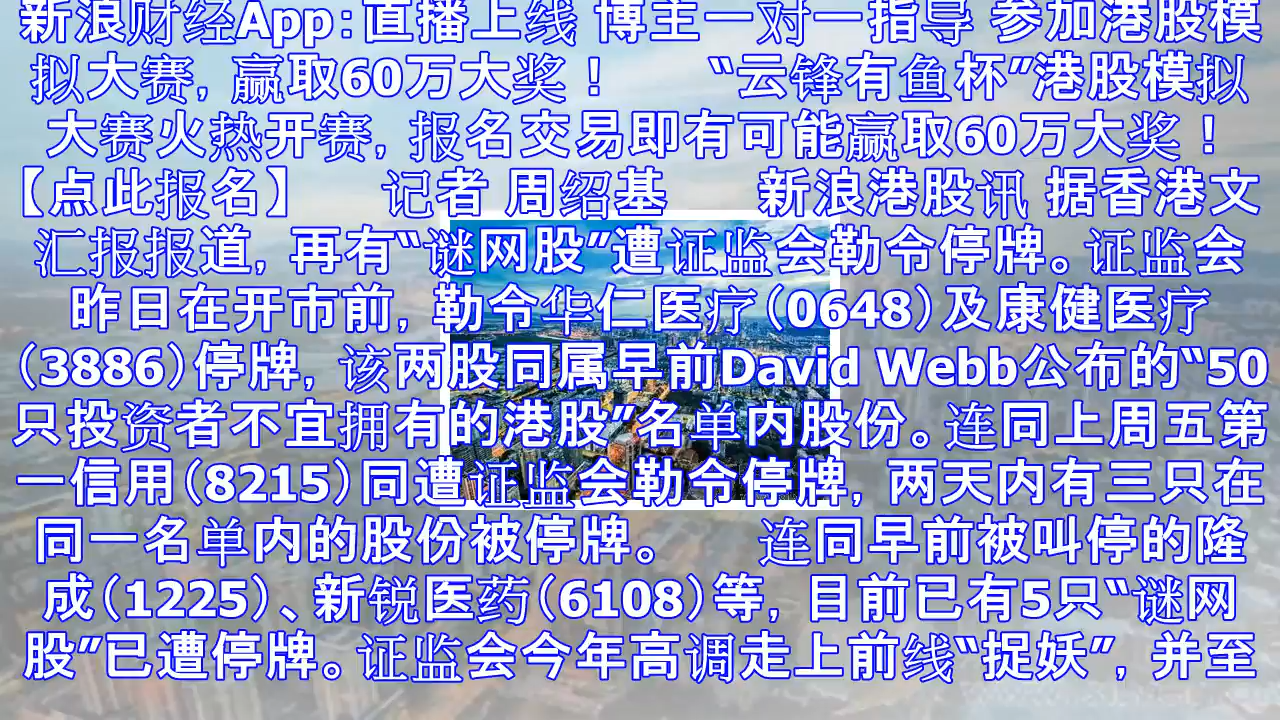 新浪财经App:直播上线 博主一对一指导 参加港股模
拟大赛, 赢取60万大奖！ “云锋有鱼杯”港股模拟
大赛火热开赛, 报名交易即有可能赢取60万大奖！
【点此报名】 记者 周绍基 新浪港股讯 据香港文
汇报报道, 再有“谜网股”遭证监会勒令停牌。证监会
昨日在开市前, 勒令华仁医疗(0648)及康健医疗
(3886)停牌, 该两股同属早前David Webb公布的“50
只投资者不宜拥有的港股”名单内股份。连同上周五第
一信用(8215)同遭证监会勒令停牌, 两天内有三只在
同一名单内的股份被停牌。 连同早前被叫停的隆
成(1225)、新锐医药(6108)等, 目前已有5只“谜网
股”已遭停牌。证监会今年高调走上前线“捉妖”, 并至